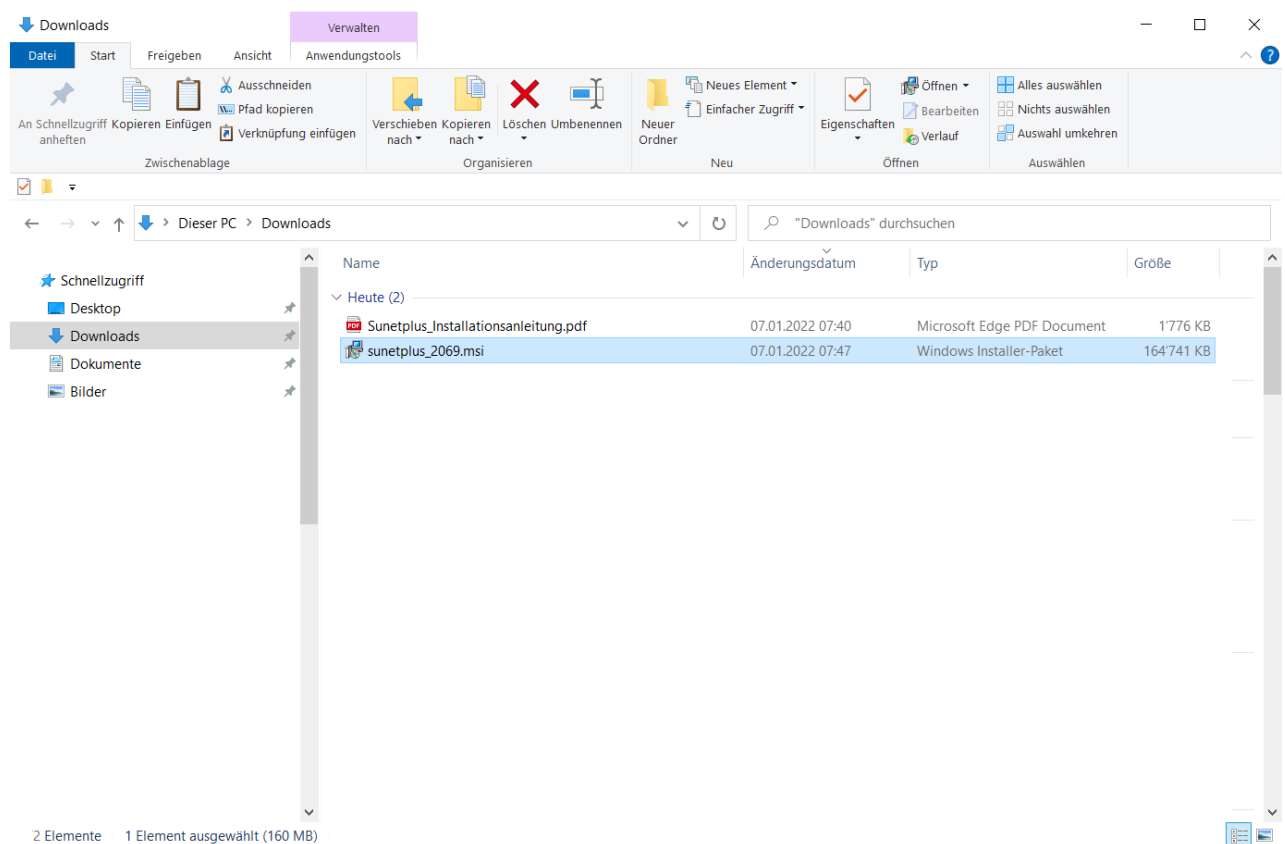 Downloads
Verwalten
Datei Start Freigeben Ansicht Anwendungstools
An Schnellzugriff anheften
Kopieren
Einfügen
Ausschneiden
Pfad kopieren
Verknüpfung einfügen
Zwischenablage
Verschieben nach
Kopieren nach
Löschen
Umbenennen
Organisieren
Neuer Ordner
Neues Element
Einfacher Zugriff
Neu
Eigenschaften
Öffnen
Bearbeiten
Verlauf
Öffnen
Alles auswählen
Nichts auswählen
Auswahl umkehren
Auswählen
Dieser PC > Downloads
"Downloads" durchsuchen
Schnellzugriff
Desktop
Downloads
Dokumente
Bilder
Name Änderungsdatum Typ Größe
Heute (2)
Sunetplus_Installationsanleitung.pdf 07.01.2022 07:40 Microsoft Edge PDF Document 1'776 KB
sunetplus_2069.msi 07.01.2022 07:47 Windows Installer-Paket 164'741 KB
2 Elemente 1 Element ausgewählt (160 MB)